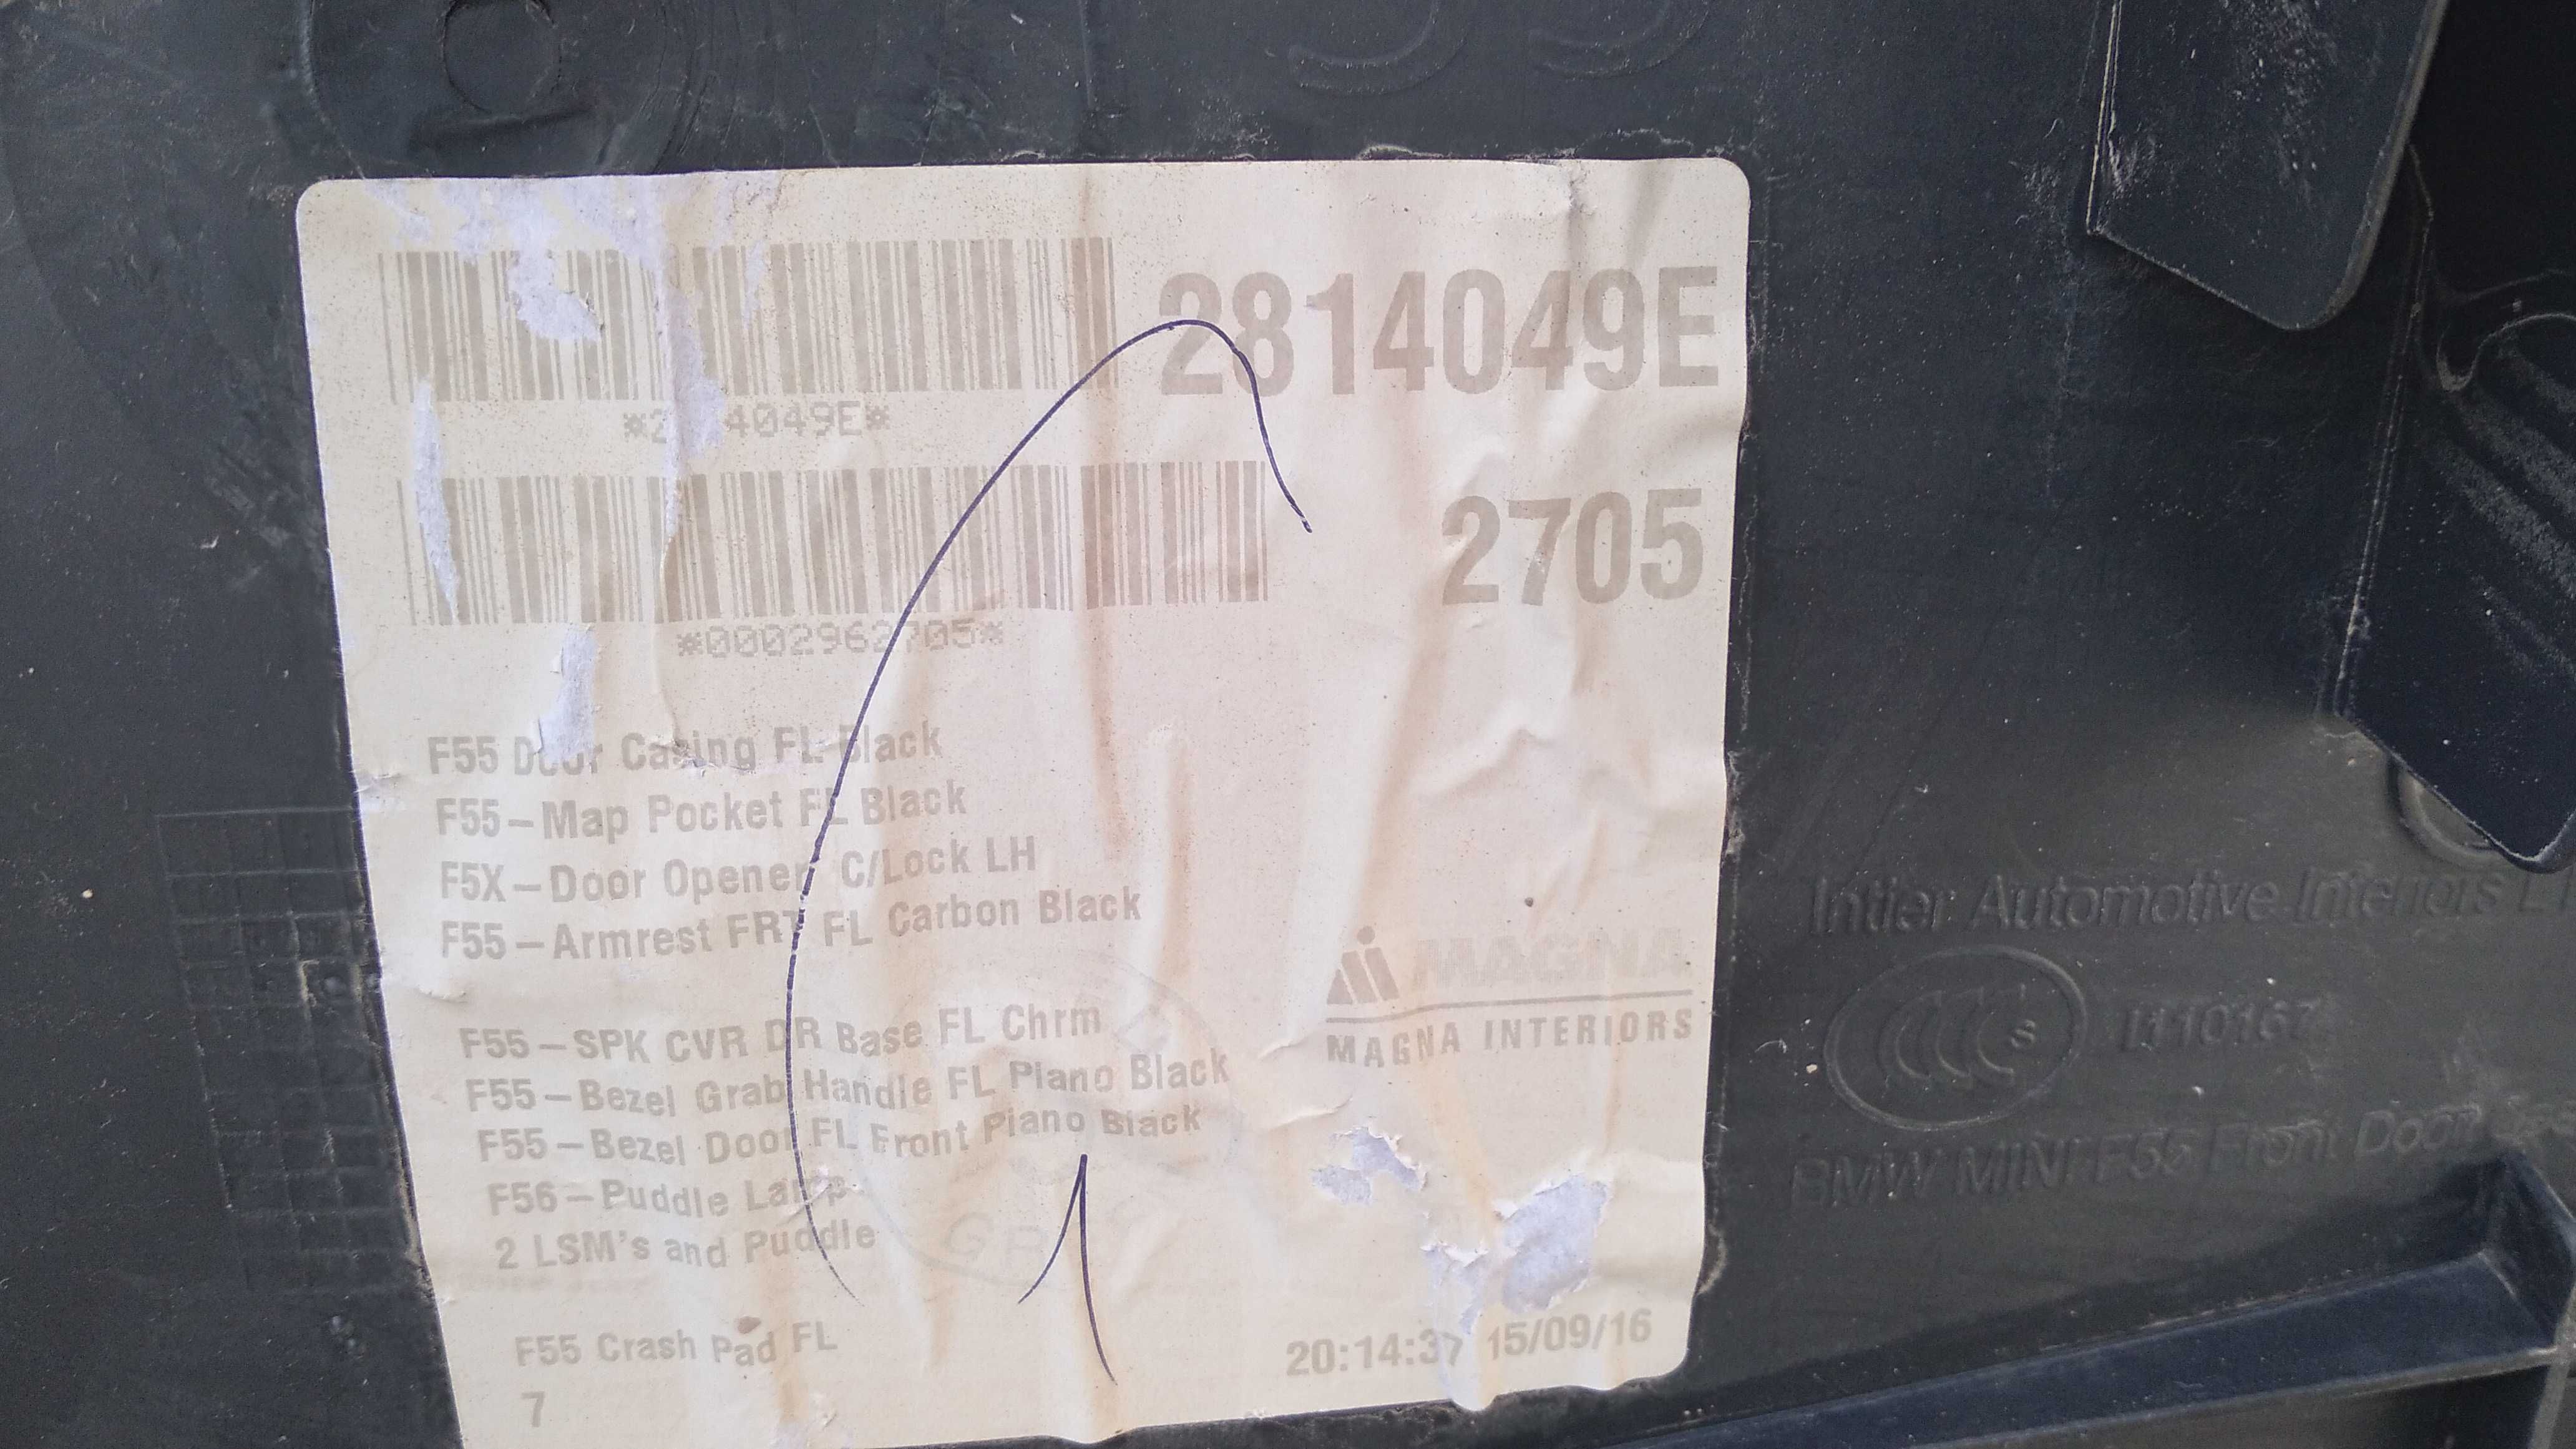 2814049E
*2 4049E*
2705
*0002962705*
F55 Door Casing FL Black
F55-Map Pocket FL Black
F5X-Door Opener C/Lock LH
F55-Armrest FRT FL Carbon Black
F55-SPK CVR DR Base FL Chrm
F55-Bezel Grab Handle FL Piano Black
F55-Bezel Door FL Front Piano Black
F56-Puddle Lamp
2 LSM's and Puddle
F55 Crash Pad FL
7
MAGNA
MAGNA INTERIORS
20:14:37 15/09/16
Intier Automotive Interiors
CCC S
BMW MINI F55 Front Door